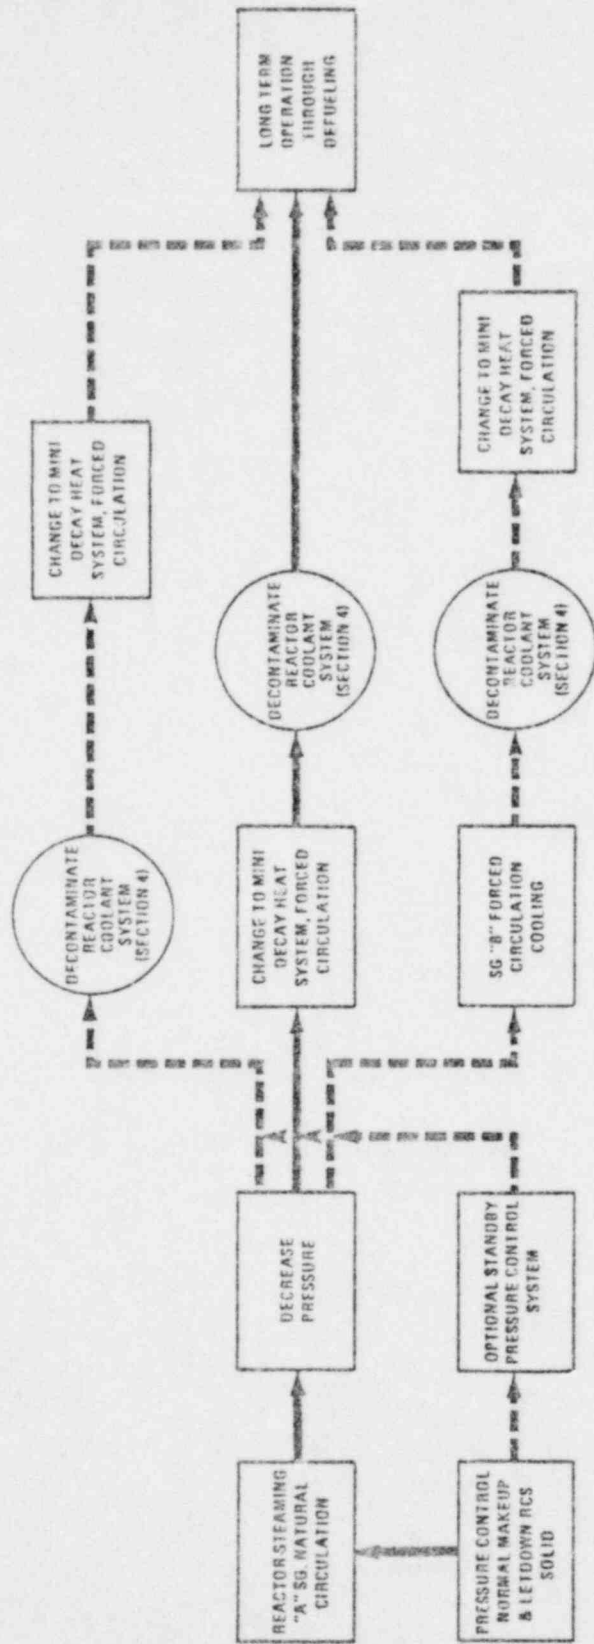 PRESSURE CONTROL
NORMAL MAKEUP
& LETDOWN RCS
SOLID
REACTOR STEAMING
"A" SG. NATURAL
CIRCULATION
OPTIONAL STANDBY
PRESSURE CONTROL
SYSTEM
DECREASE
PRESSURE
DECONTAMINATE
REACTOR
COOLANT
SYSTEM
(SECTION 4)
CHANGE TO MINI
DECAY HEAT
SYSTEM, FORCED
CIRCULATION
SG "B" FORCED
CIRCULATION
COOLING
CHANGE TO MINI
DECAY HEAT
SYSTEM, FORCED
CIRCULATION
DECONTAMINATE
REACTOR
COOLANT
SYSTEM
(SECTION 4)
DECONTAMINATE
REACTOR
COOLANT
SYSTEM
(SECTION 4)
CHANGE TO MINI
DECAY HEAT
SYSTEM, FORCED
CIRCULATION
LONG TERM
OPERATION
THROUGH
DEFUELING